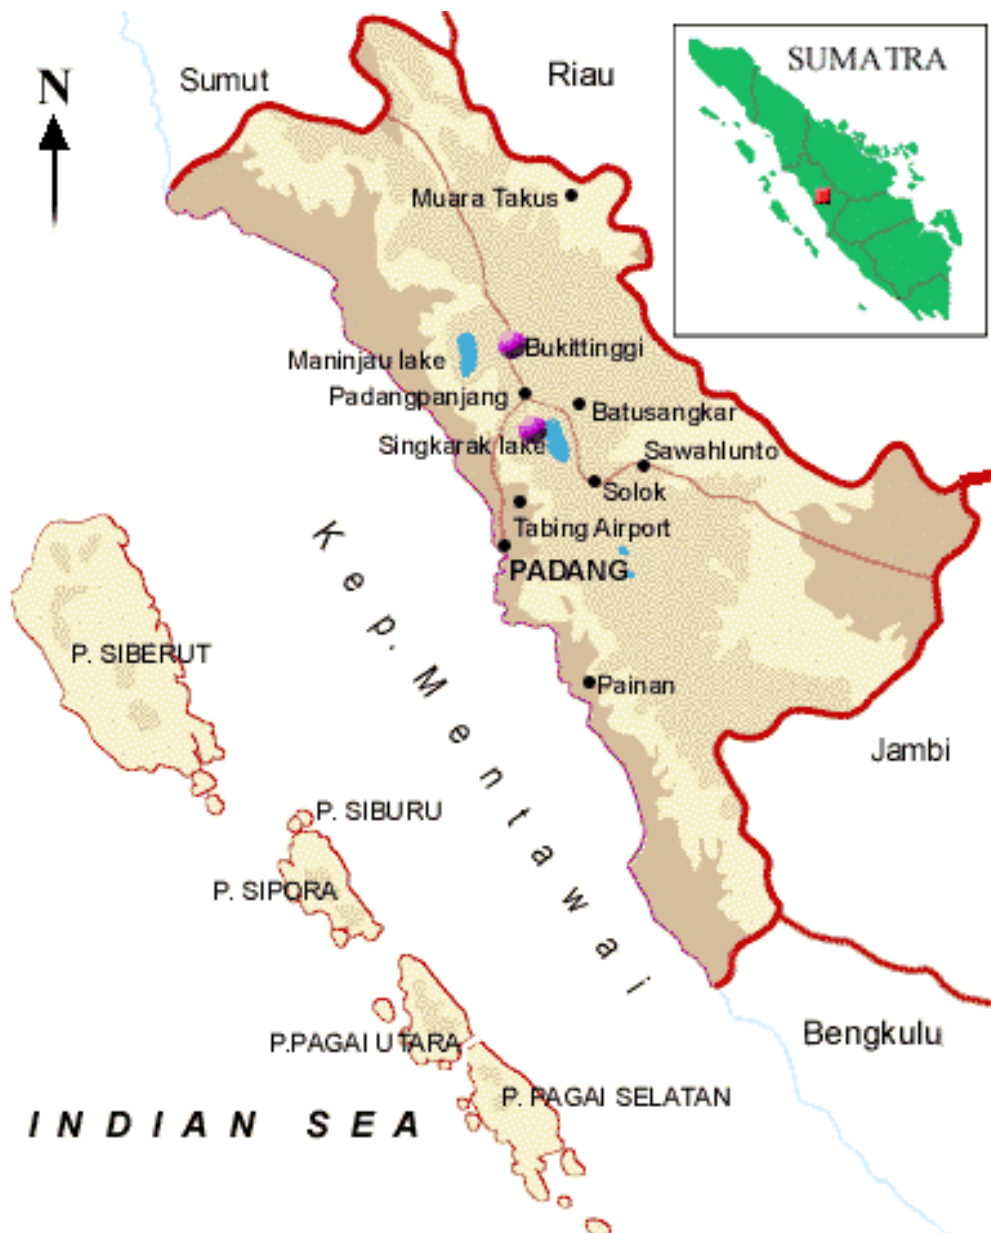 Sumut
Riau
SUMATRA
N
Muara Takus
Bukittinggi
Maninjau lake
Padangpanjang
Batusangkar
Singkarak lake
Sawahlunto
Solok
Tabing Airport
PADANG
Kep. Mentawai
P. SIBERUT
Painan
Jambi
P. SIBURU
P. SIPORA
Bengkulu
P.PAGAI UTARA
P. PAGAI SELATAN
INDIAN SEA